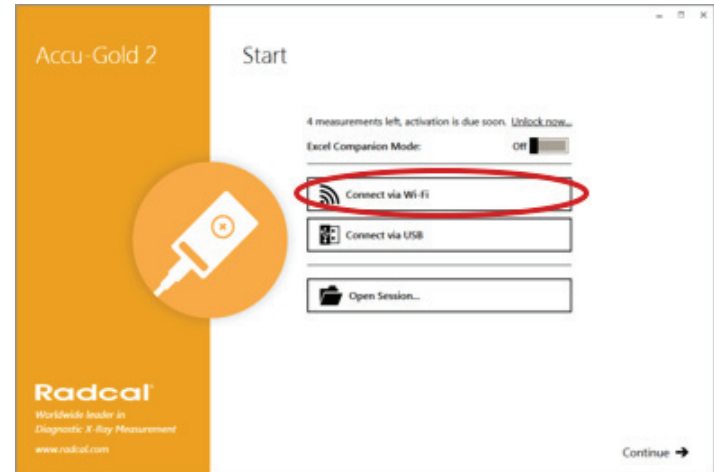 Accu-Gold 2
Start
4 measurements left, activation is due soon. Unlock now...
Excel Companion Mode: Off
Connect via Wi-Fi
Connect via USB
Open Session...
Radcal
Worldwide leader in
Diagnostic X-Ray Measurement
www.radcal.com
Continue